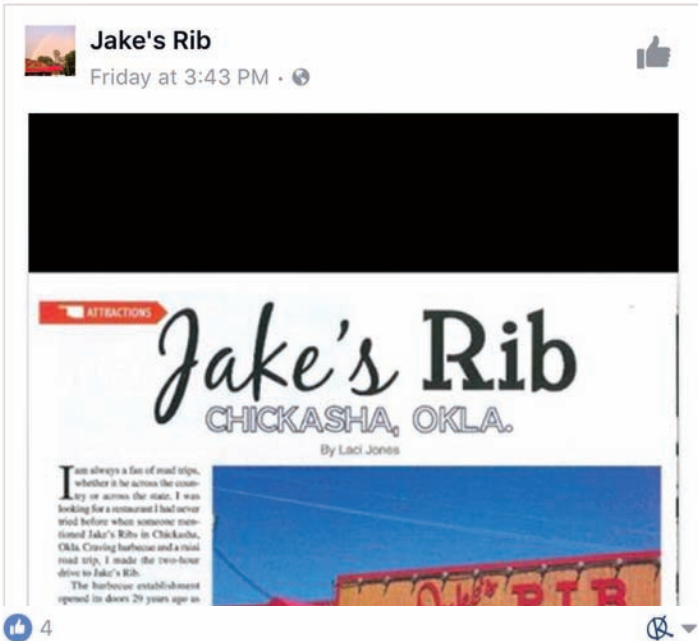 Jake's Rib
Friday at 3:43 PM ·
ATTRACTIONS
Jake's Rib
CHICKASHA, OKLA.
By Laci Jones
I am always a fan of road trips,
whether it be across the coun-
try or across the state. I was
looking for a restaurant I had never
tried before when someone men-
tioned Jake's Ribs in Chickasha,
Okla. Craving barbecue and a mini
road trip, I made the two-hour
drive to Jake's Rib.
The barbecue establishment
opened its doors 29 years ago as
Jake's RIB
4